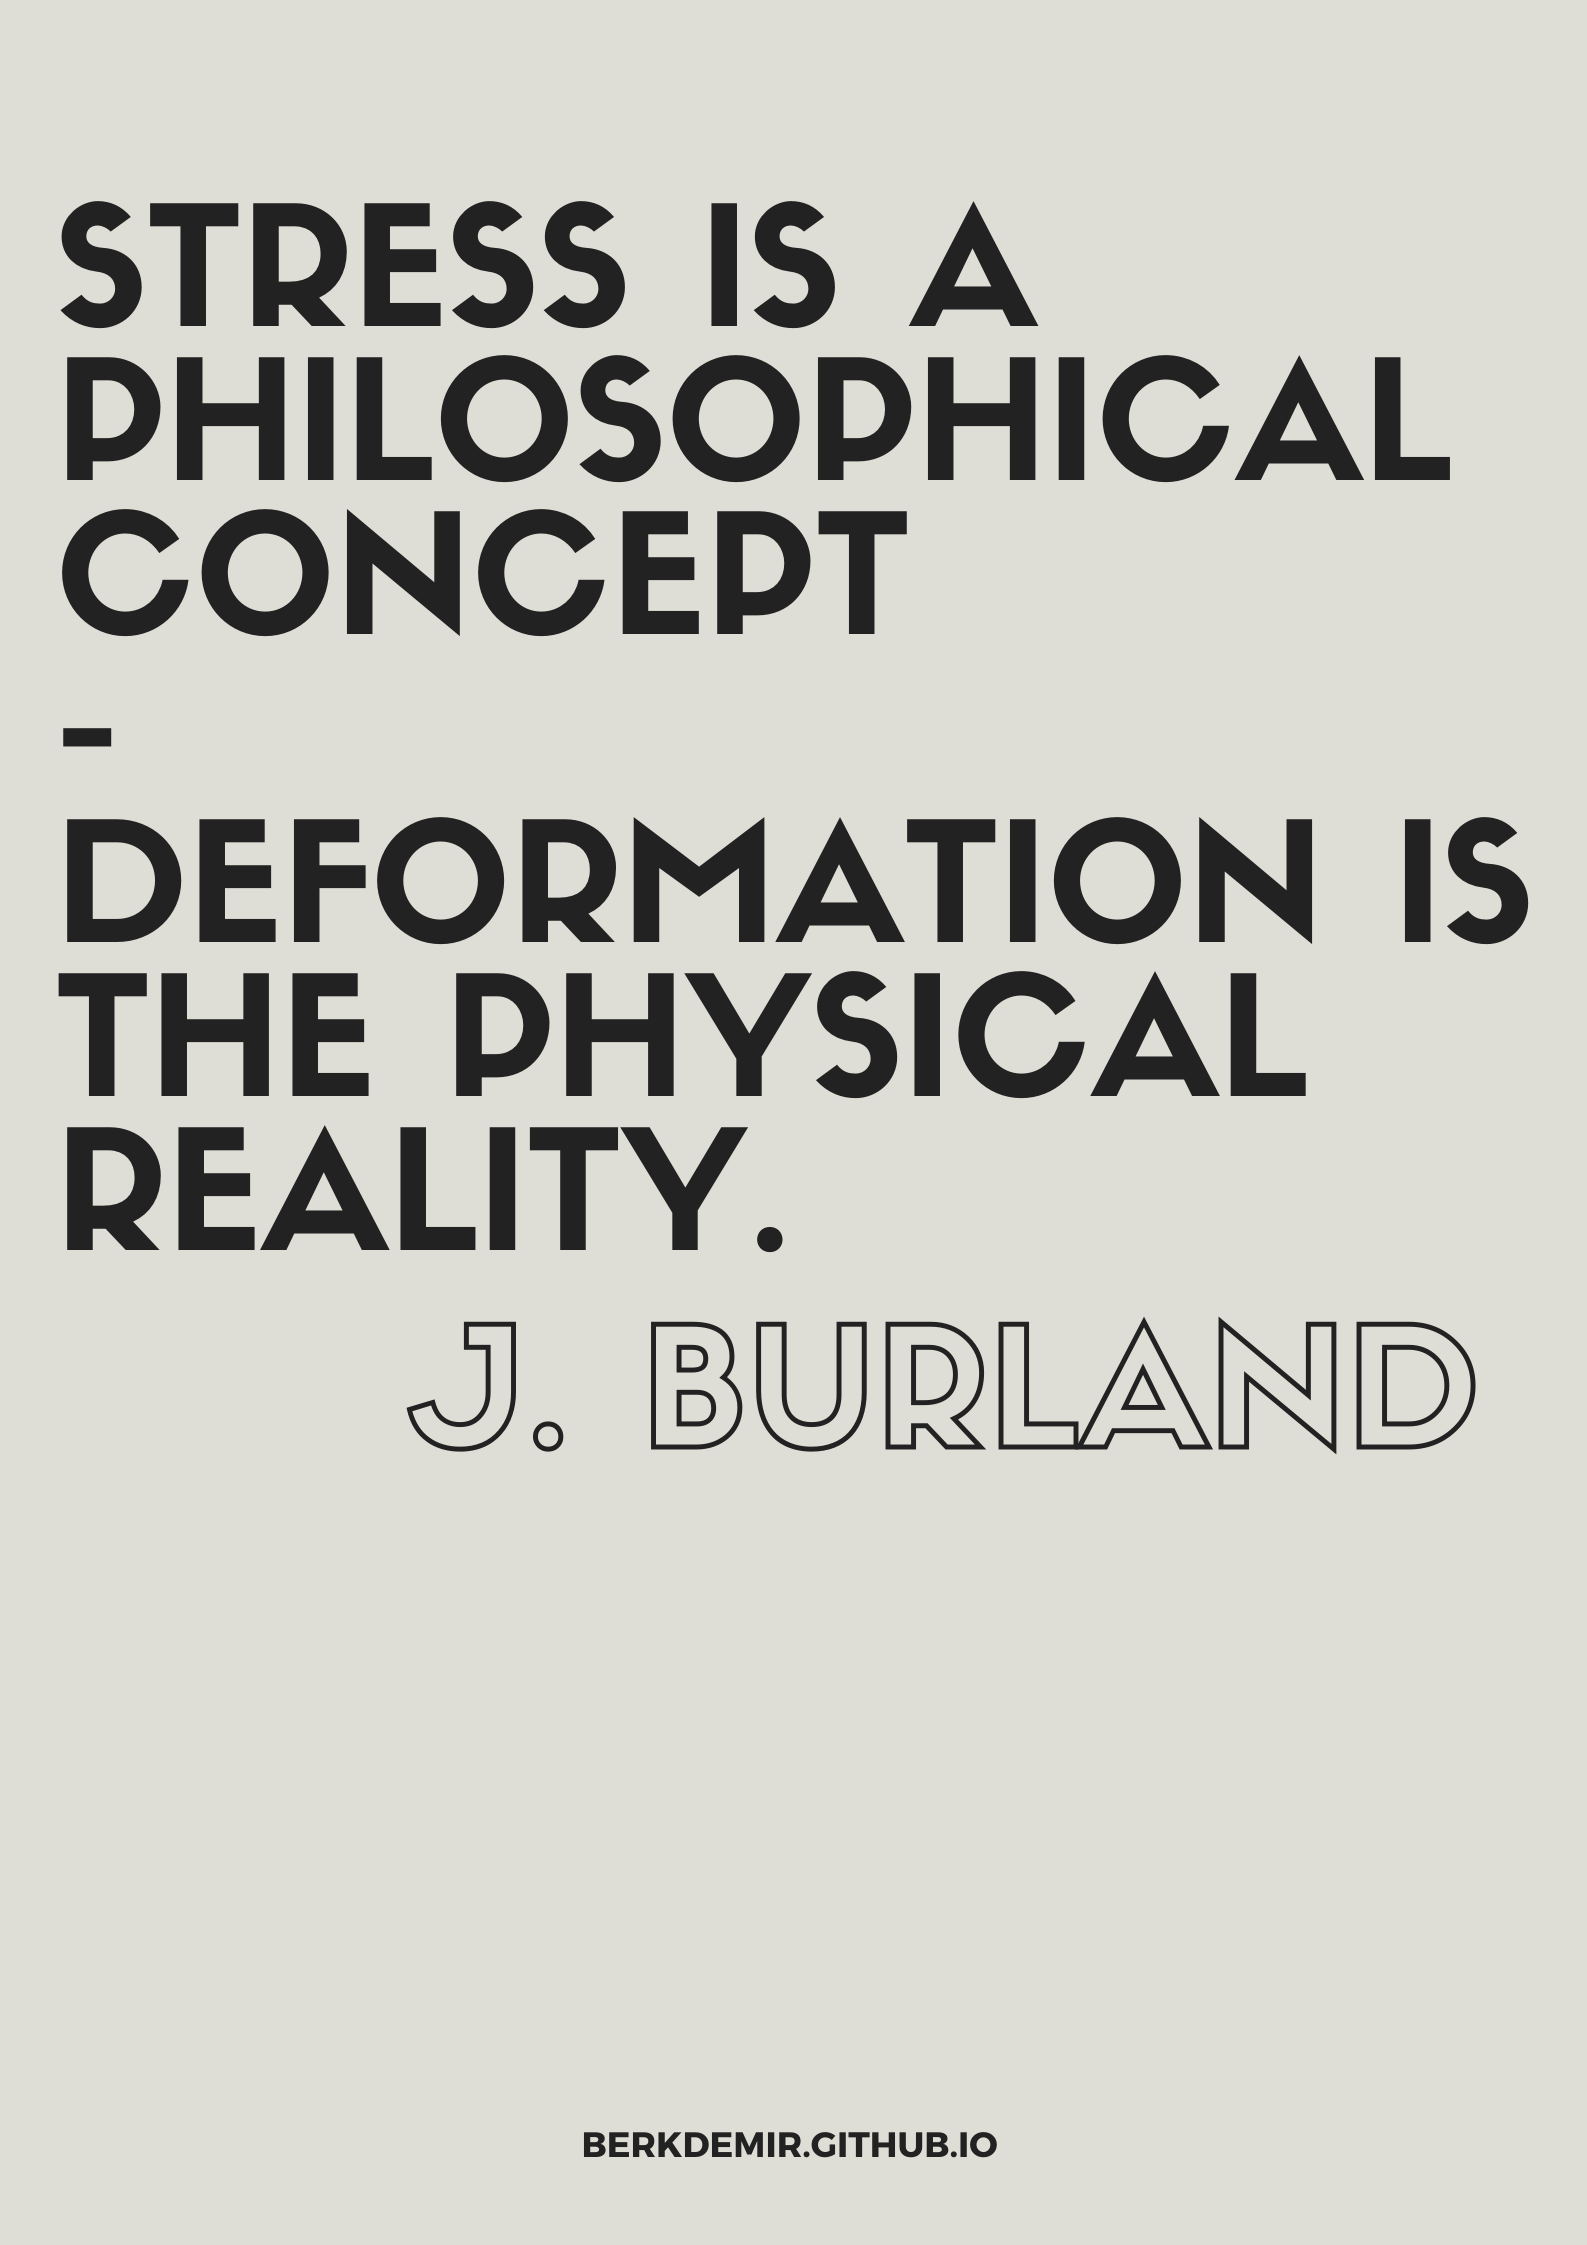 STRESS IS A
PHILOSOPHICAL
CONCEPT
-
DEFORMATION IS
THE PHYSICAL
REALITY.
J. BURLAND
BERKDEMIR.GITHUB.IO